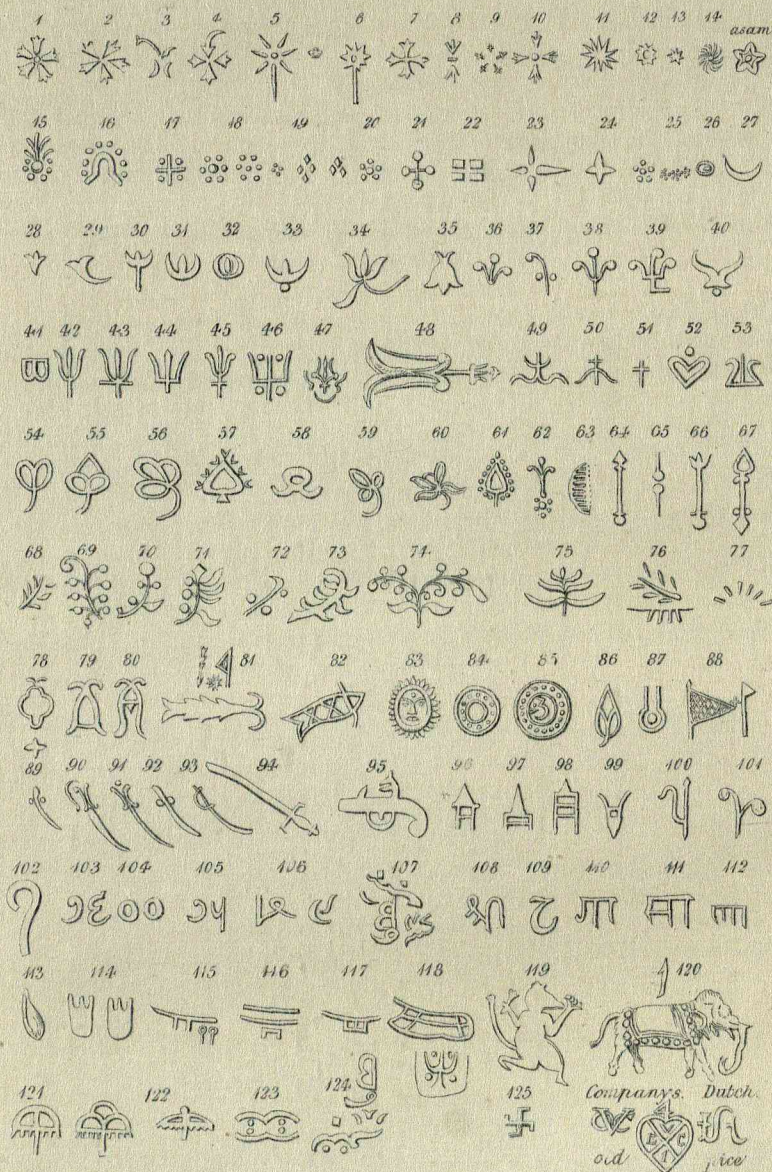 1 2 3 4 5 6 7 8 9 10 11 12 13 14 asam
15 16 17 18 19 20 21 22 23 24 25 26 27
28 29 30 31 32 33 34 35 36 37 38 39 40
41 42 43 44 45 46 47 48 49 50 51 52 53
54 55 56 57 58 59 60 61 62 63 64 65 66 67
68 69 70 71 72 73 74 75 76 77
78 79 80 81 82 83 84 85 86 87 88
89 90 91 92 93 94 95 96 97 98 99 100 101
102 103 104 105 106 107 108 109 110 111 112
113 114 115 116 117 118 119 120
121 122 123 124 125 Companys. Dutch.
old pice